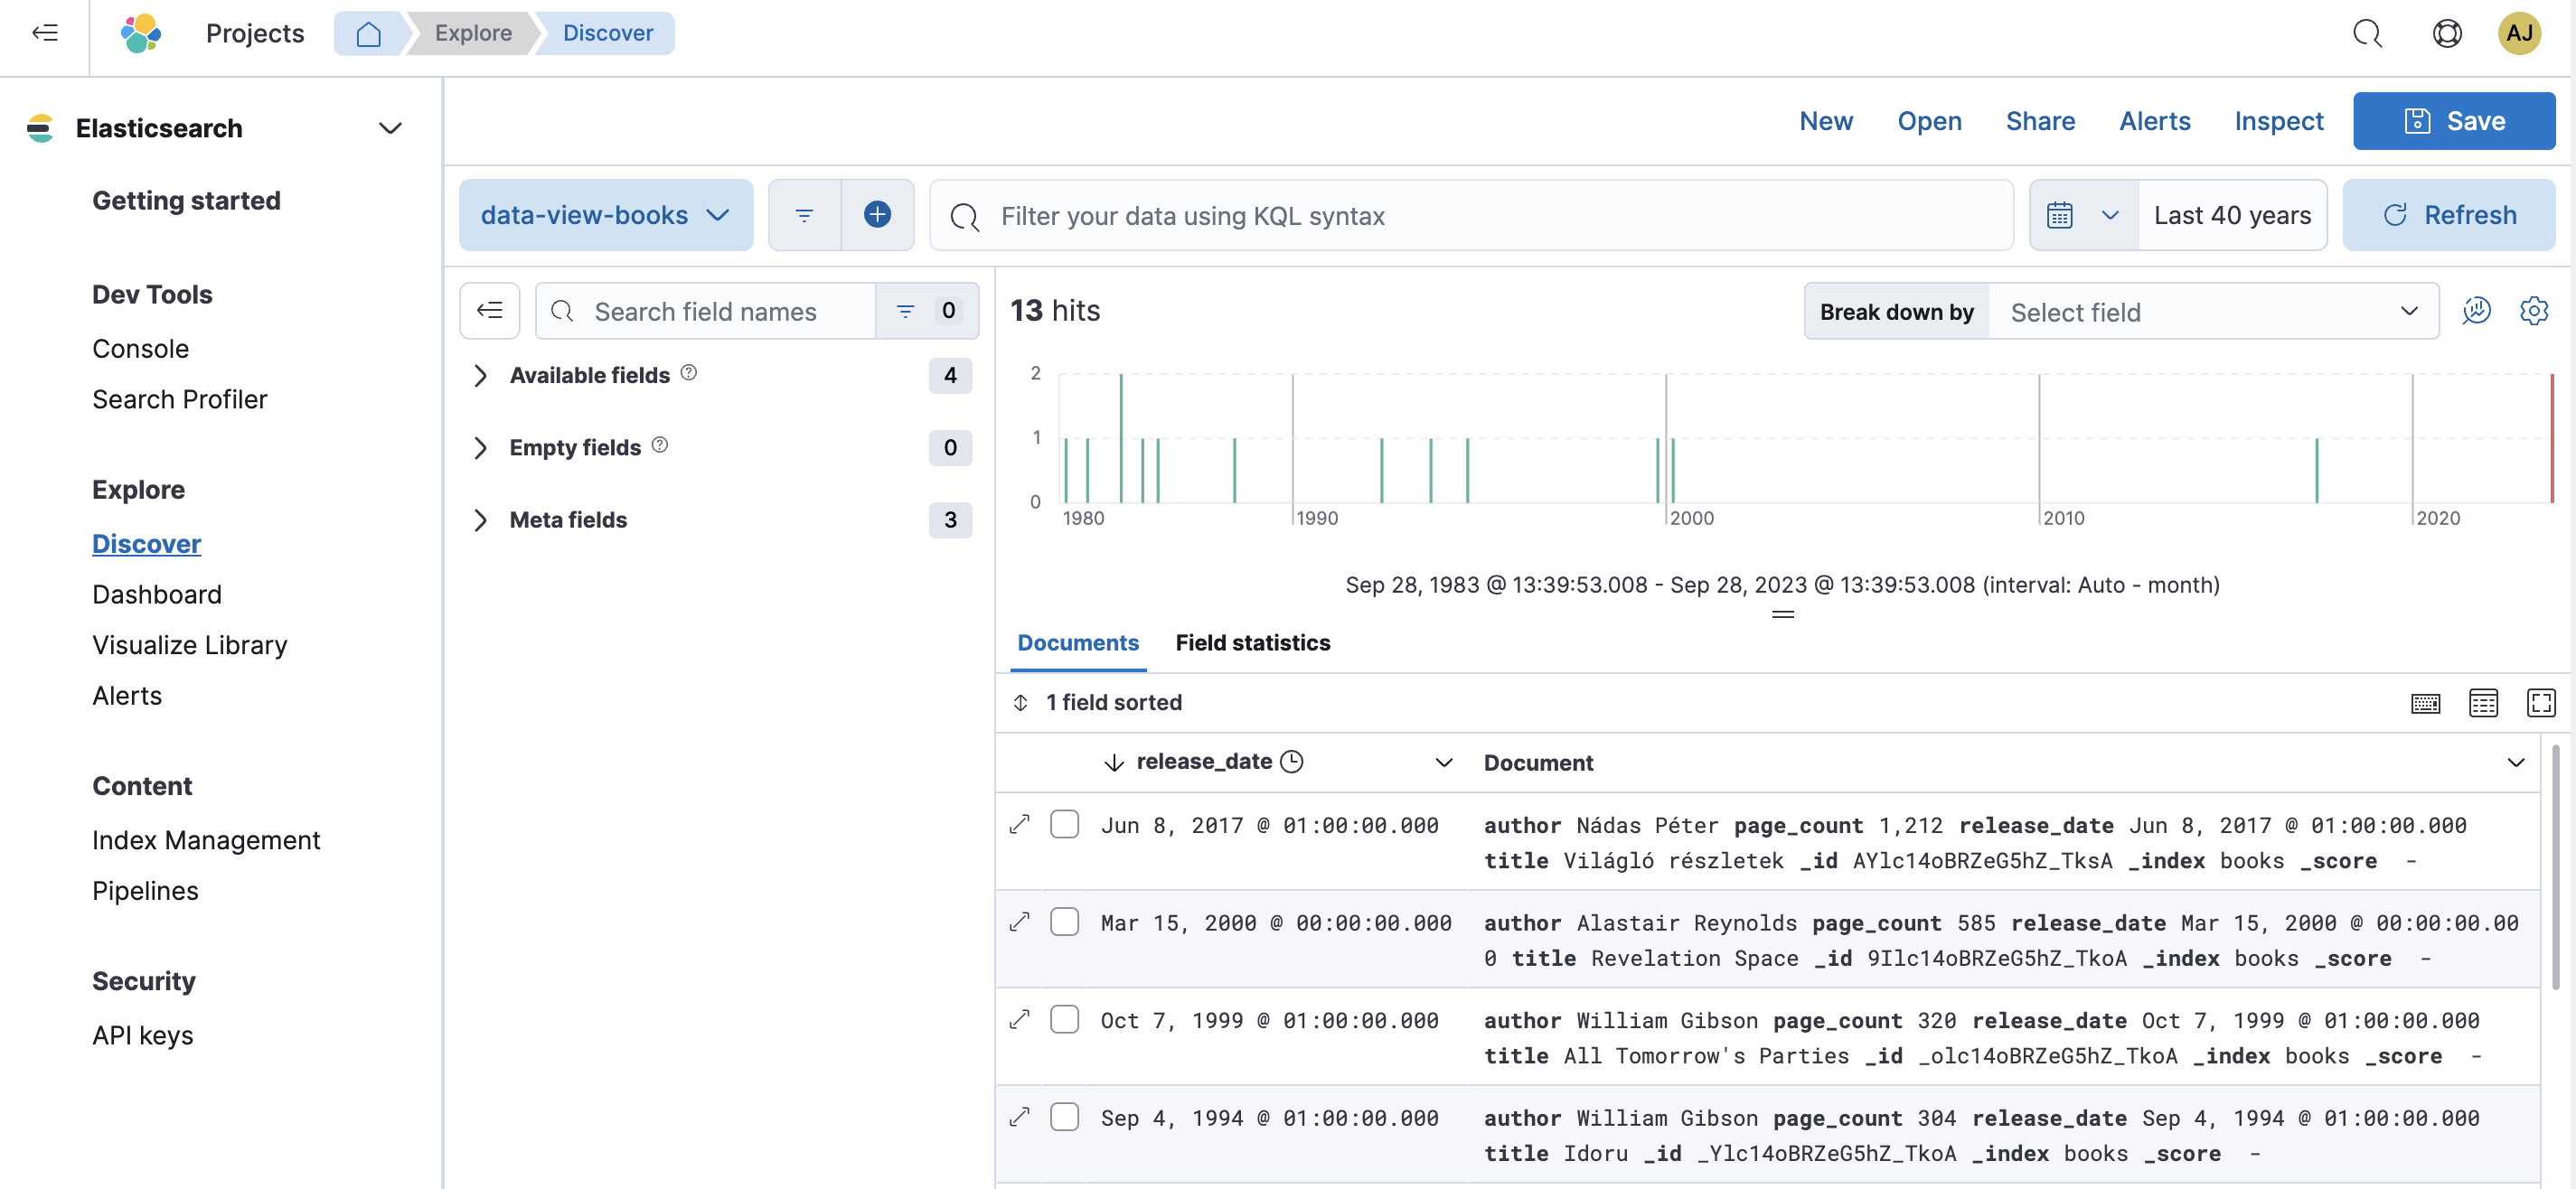 Projects Explore Discover AJ
Elasticsearch
New Open Share Alerts Inspect Save
Getting started
data-view-books Filter your data using KQL syntax Last 40 years Refresh
Dev Tools
Console
Search Profiler
Explore
Discover
Dashboard
Visualize Library
Alerts
Content
Index Management
Pipelines
Security
API keys
Search field names 0
Available fields 4
Empty fields 0
Meta fields 3
13 hits Break down by Select field
2
1
0
1980 1990 2000 2010 2020
Sep 28, 1983 @ 13:39:53.008 - Sep 28, 2023 @ 13:39:53.008 (interval: Auto - month)
Documents Field statistics
1 field sorted
release_date Document
Jun 8, 2017 @ 01:00:00.000 author Nádas Péter page_count 1,212 release_date Jun 8, 2017 @ 01:00:00.000
title Világló részletek _id AYlc14oBRZeG5hZ_TksA _index books _score -
Mar 15, 2000 @ 00:00:00.000 author Alastair Reynolds page_count 585 release_date Mar 15, 2000 @ 00:00:00.00
0 title Revelation Space _id 9Ilc14oBRZeG5hZ_TkoA _index books _score -
Oct 7, 1999 @ 01:00:00.000 author William Gibson page_count 320 release_date Oct 7, 1999 @ 01:00:00.000
title All Tomorrow's Parties _id _olc14oBRZeG5hZ_TkoA _index books _score -
Sep 4, 1994 @ 01:00:00.000 author William Gibson page_count 304 release_date Sep 4, 1994 @ 01:00:00.000
title Idoru _id _Ylc14oBRZeG5hZ_TkoA _index books _score -